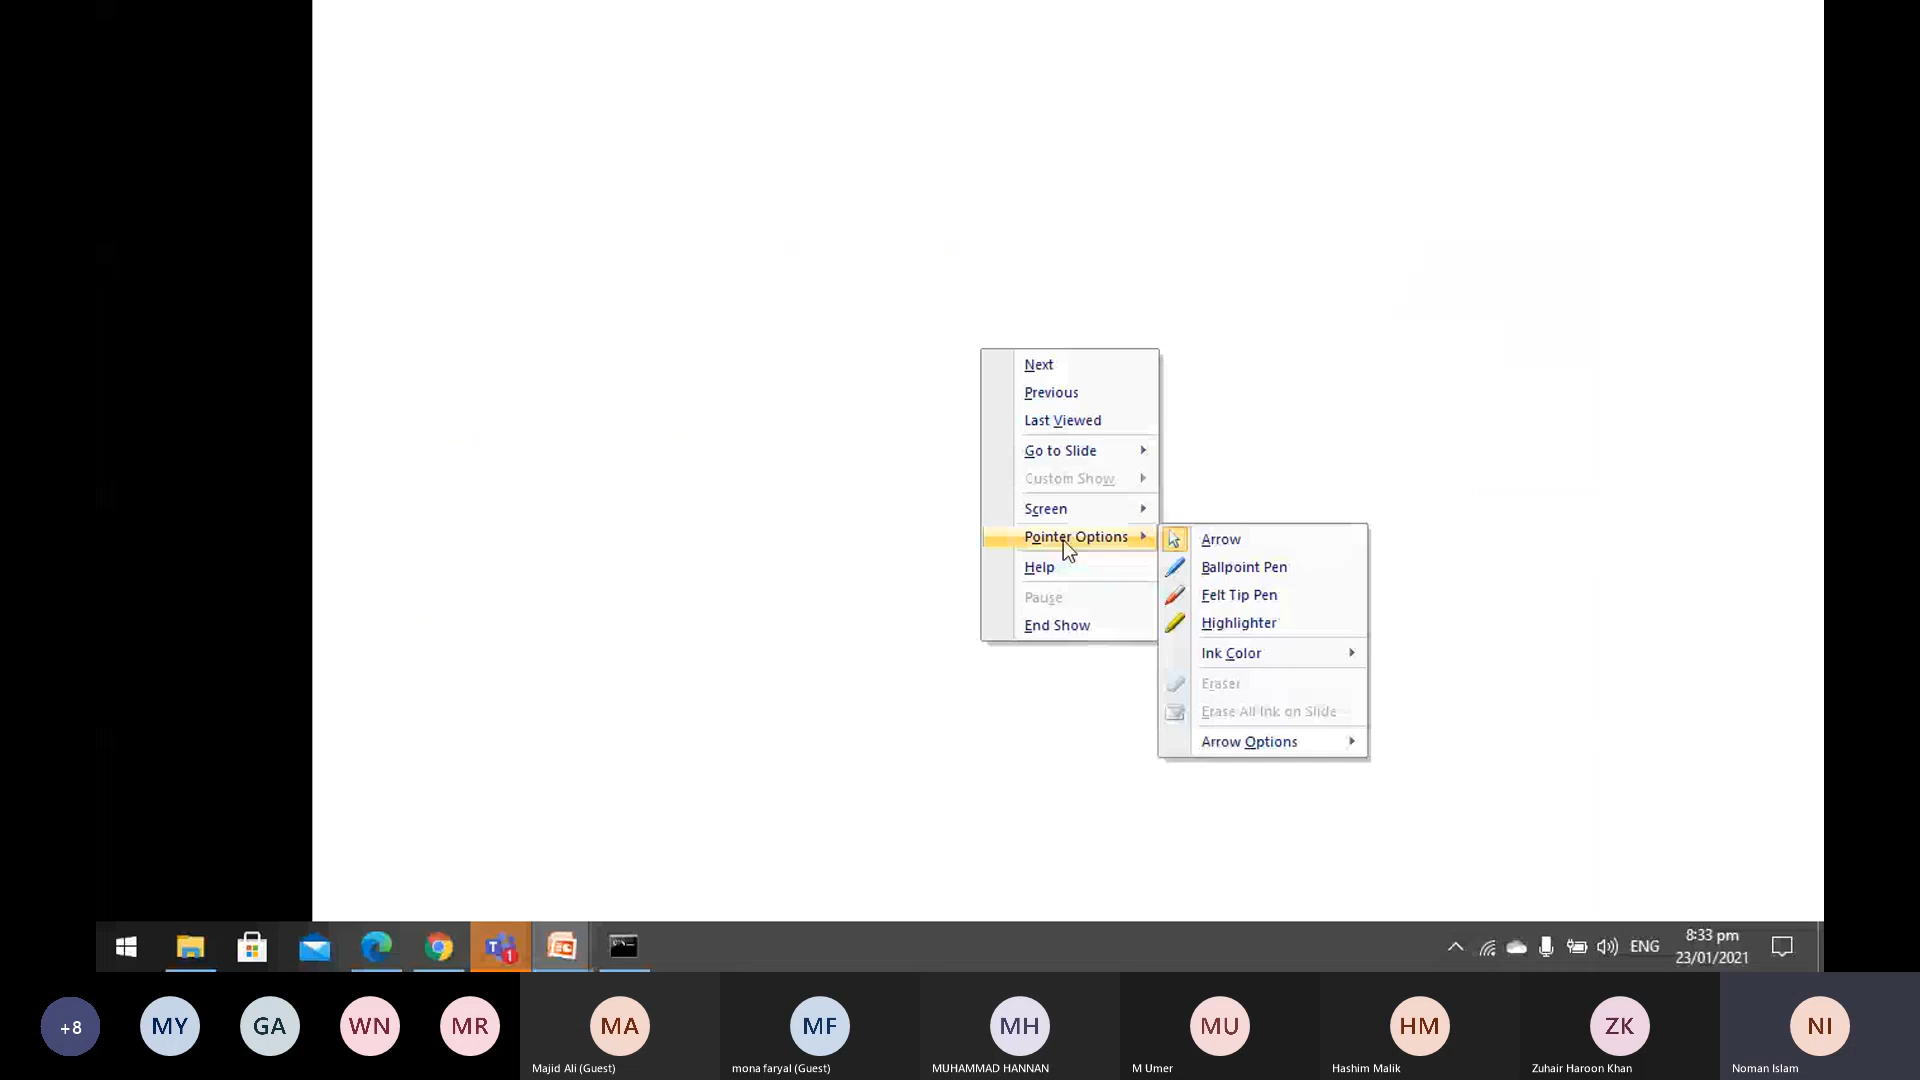 Next
Previous
Last Viewed
Go to Slide
Custom Show
Screen
Pointer Options
Help
Pause
End Show
Arrow
Ballpoint Pen
Felt Tip Pen
Highlighter
Ink Color
Eraser
Erase All Ink on Slide
Arrow Options
1
ENG
8:33 pm
23/01/2021
+8
MY
GA
WN
MR
MA
MF
MH
MU
HM
ZK
NI
Majid Ali (Guest)
mona faryal (Guest)
MUHAMMAD HANNAN
M Umer
Hashim Malik
Zuhair Haroon Khan
Noman Islam